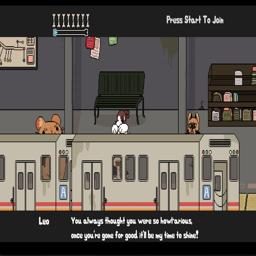 Press Start To Join
A
A
Leo
You always thought you were so howlarious,
once you're gone for good it'll be my time to shine!!